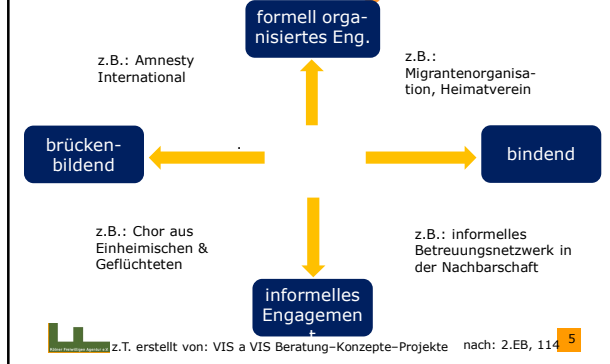 formell orga-
nisiertes Eng.
z.B.: Amnesty
International
z.B.:
Migrantenorganisa-
tion, Heimatverein
brücken-
bildend
bindend
z.B.: Chor aus
Einheimischen &
Geflüchteten
z.B.: informelles
Betreuungsnetzwerk in
der Nachbarschaft
informelles
Engagemen
t
z.T. erstellt von: VIS a VIS Beratung–Konzepte–Projekte nach: 2.EB, 114 5